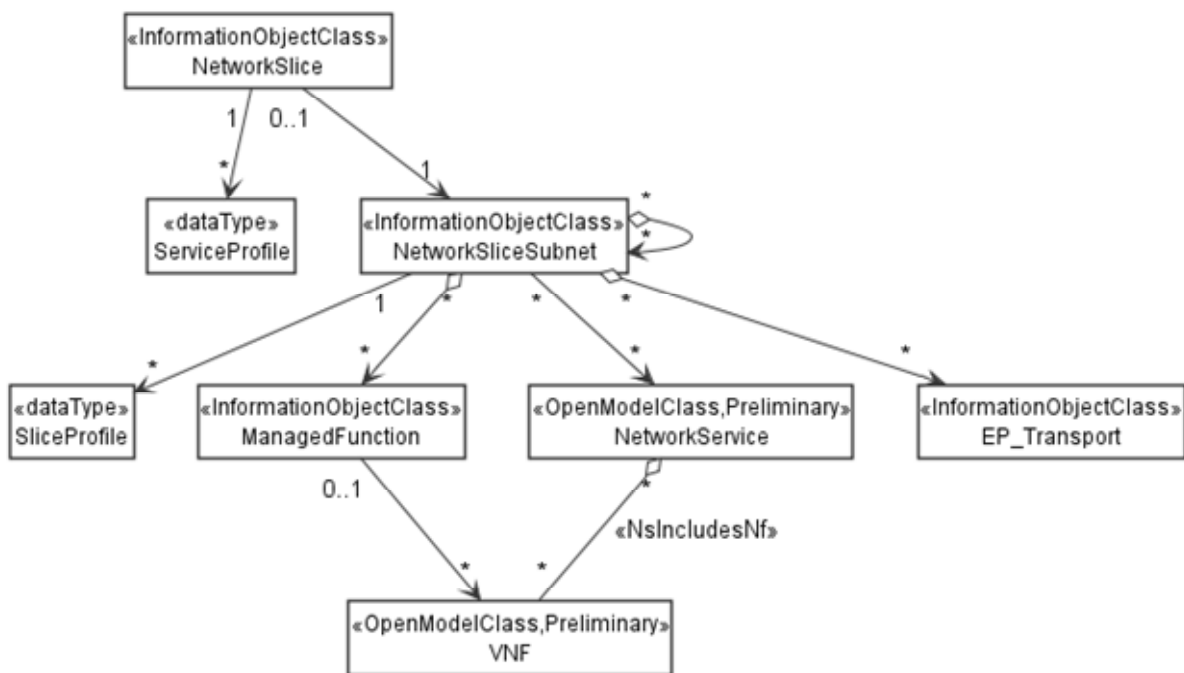 «InformationObjectClass»
NetworkSlice
1
0..1
*
1
«dataType»
ServiceProfile
«InformationObjectClass»
NetworkSliceSubnet
*
*
1
*
*
*
*
*
*
*
«dataType»
SliceProfile
«InformationObjectClass»
ManagedFunction
«OpenModelClass,Preliminary»
NetworkService
«InformationObjectClass»
EP_Transport
0..1
*
«NsIncludesNf»
*
*
«OpenModelClass,Preliminary»
VNF